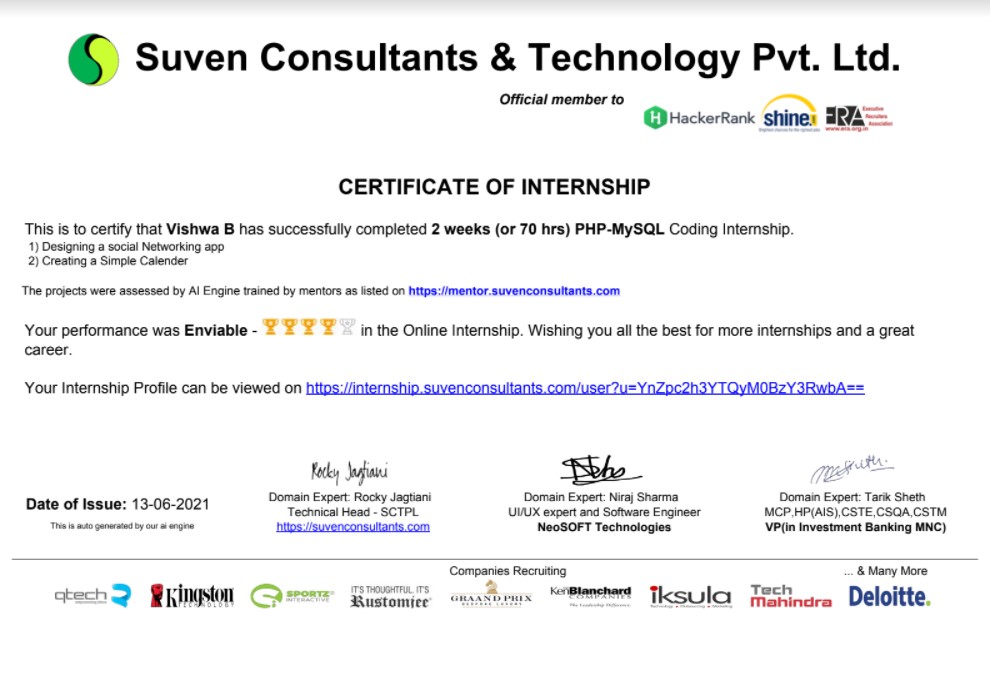 Suven Consultants & Technology Pvt. Ltd.
Official member to
HackerRank shine. ERA Executive Recruiters Association
www.era.org.in
CERTIFICATE OF INTERNSHIP
This is to certify that Vishwa B has successfully completed 2 weeks (or 70 hrs) PHP-MySQL Coding Internship.
1) Designing a social Networking app
2) Creating a Simple Calender
The projects were assessed by AI Engine trained by mentors as listed on https://mentor.suvenconsultants.com
Your performance was Enviable - in the Online Internship. Wishing you all the best for more internships and a great
career.
Your Internship Profile can be viewed on https://internship.suvenconsultants.com/user?u=YnZpc2h3YTQyM0BzY3RwbA==
Rocky Jagtiani
Date of Issue: 13-06-2021
This is auto generated by our ai engine
Domain Expert: Rocky Jagtiani
Technical Head - SCTPL
https://suvenconsultants.com
Domain Expert: Niraj Sharma
UI/UX expert and Software Engineer
NeoSOFT Technologies
Domain Expert: Tarik Sheth
MCP,HP(AIS),CSTE,CSQA,CSTM
VP(in Investment Banking MNC)
Companies Recruiting
... & Many More
qtech
Kingston TECHNOLOGY
SPORTZ INTERACTIVE
IT'S THOUGHTFUL. IT'S
Rustomjee
GRAAND PRIX
BESPOKE LUXURY
KenBlanchard
COMPANIES
The Leadership Difference
iksula
Tech
Mahindra
Deloitte.